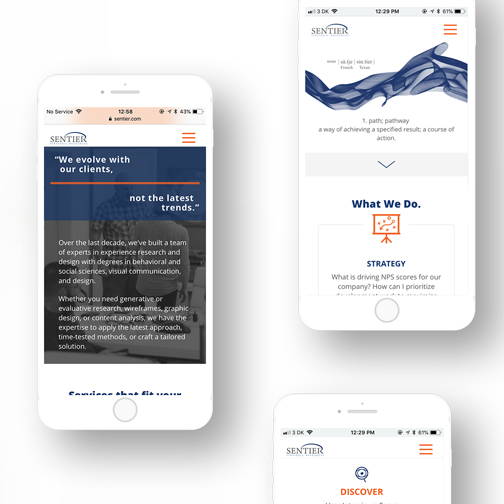 No Service
12:58
43%
sentier.com
SENTIER
“We evolve with
our clients,
not the latest
trends.”
Over the last decade, we've built a team
of experts in experience research and
design with degrees in behavioral and
social sciences, visual communication,
and design.
Whether you need generative or
evaluative research, wireframes, graphic
design, or content analysis, we have the
expertise to apply the latest approach,
time-tested methods, or craft a tailored
solution.
Services that fit your
3 DK
12:29 PM
61%
SENTIER
French
Texan
1. path; pathway
a way of achieving a specified result; a course of
action.
What We Do.
STRATEGY
What is driving NPS scores for our
company? How can I prioritize
3 DK
12:29 PM
61%
SENTIER
DISCOVER